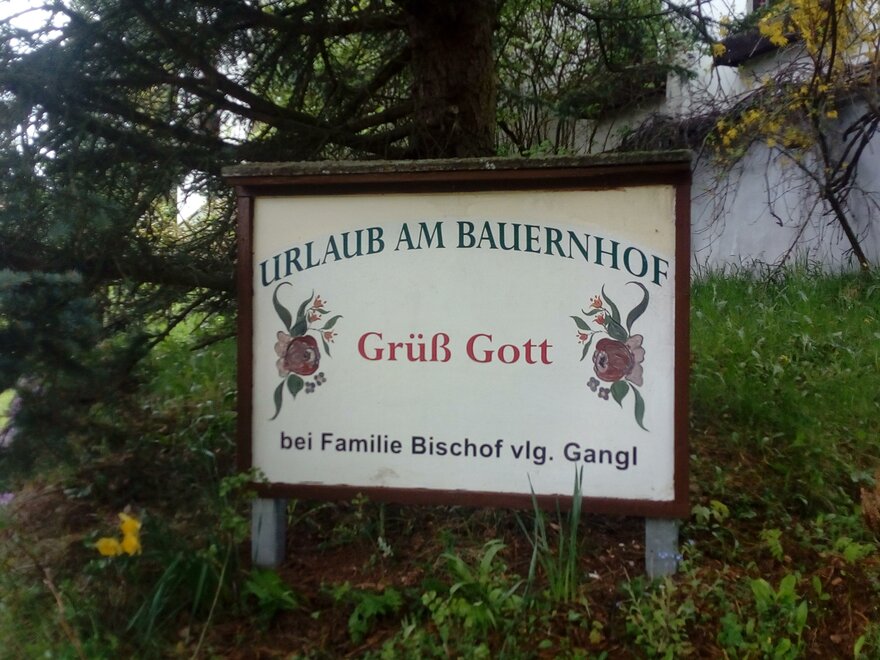 URLAUB AM BAUERNHOF
Grüß Gott
bei Familie Bischof vlg. Gangl